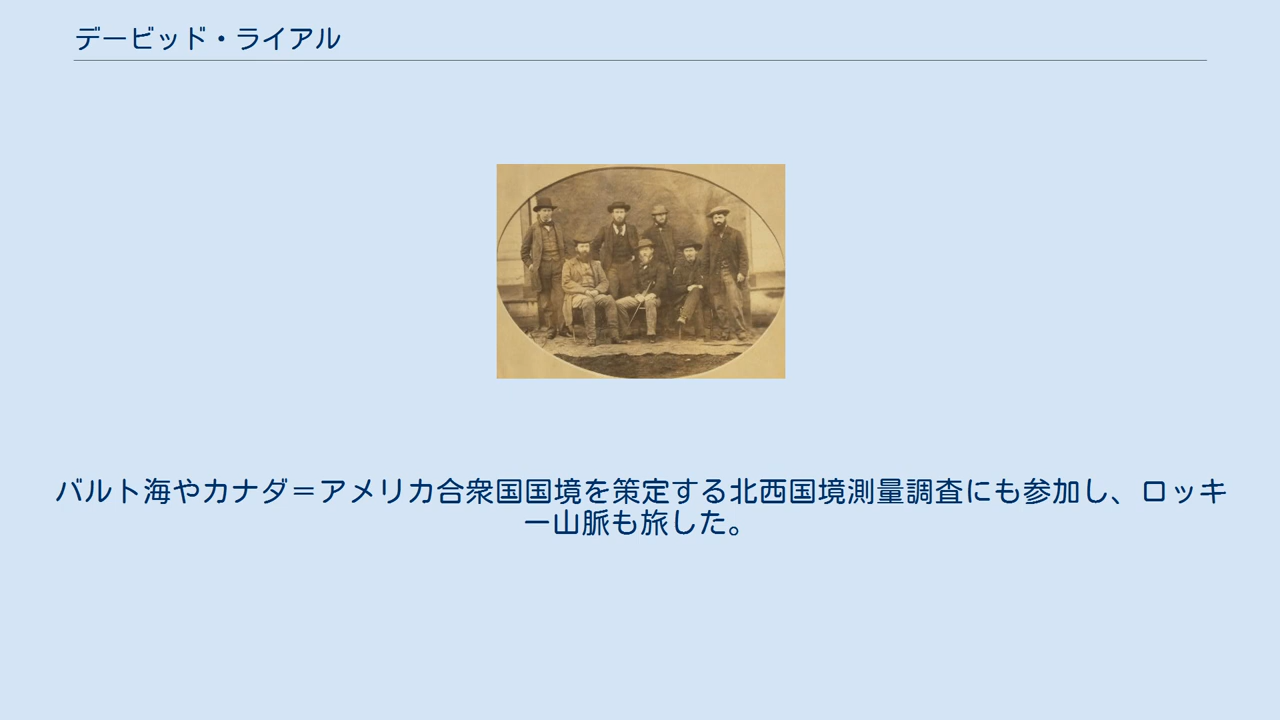 デービッド・ライアル
バルト海やカナダ＝アメリカ合衆国国境を策定する北西国境測量調査にも参加し、ロッキ
ー山脈も旅した。